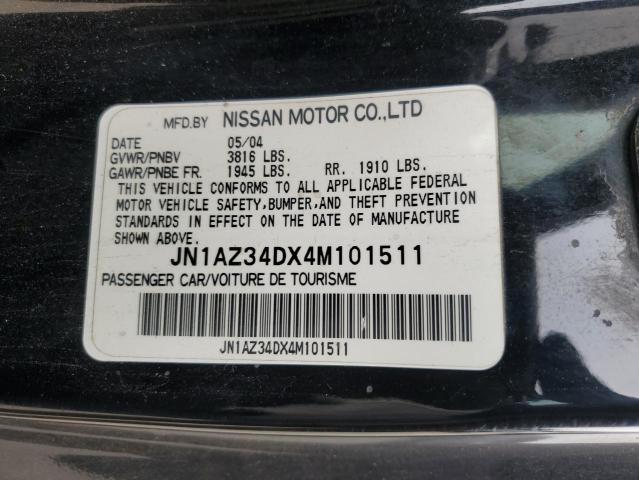 MFD.BY NISSAN MOTOR CO.,LTD
DATE 05/04
GVWR/PNBV 3816 LBS.
GAWR/PNBE FR. 1945 LBS. RR. 1910 LBS.
THIS VEHICLE CONFORMS TO ALL APPLICABLE FEDERAL
MOTOR VEHICLE SAFETY,BUMPER,AND THEFT PREVENTION
STANDARDS IN EFFECT ON THE DATE OF MANUFACTURE
SHOWN ABOVE.
JN1AZ34DX4M101511
PASSENGER CAR/VOITURE DE TOURISME
JN1AZ34DX4M101511